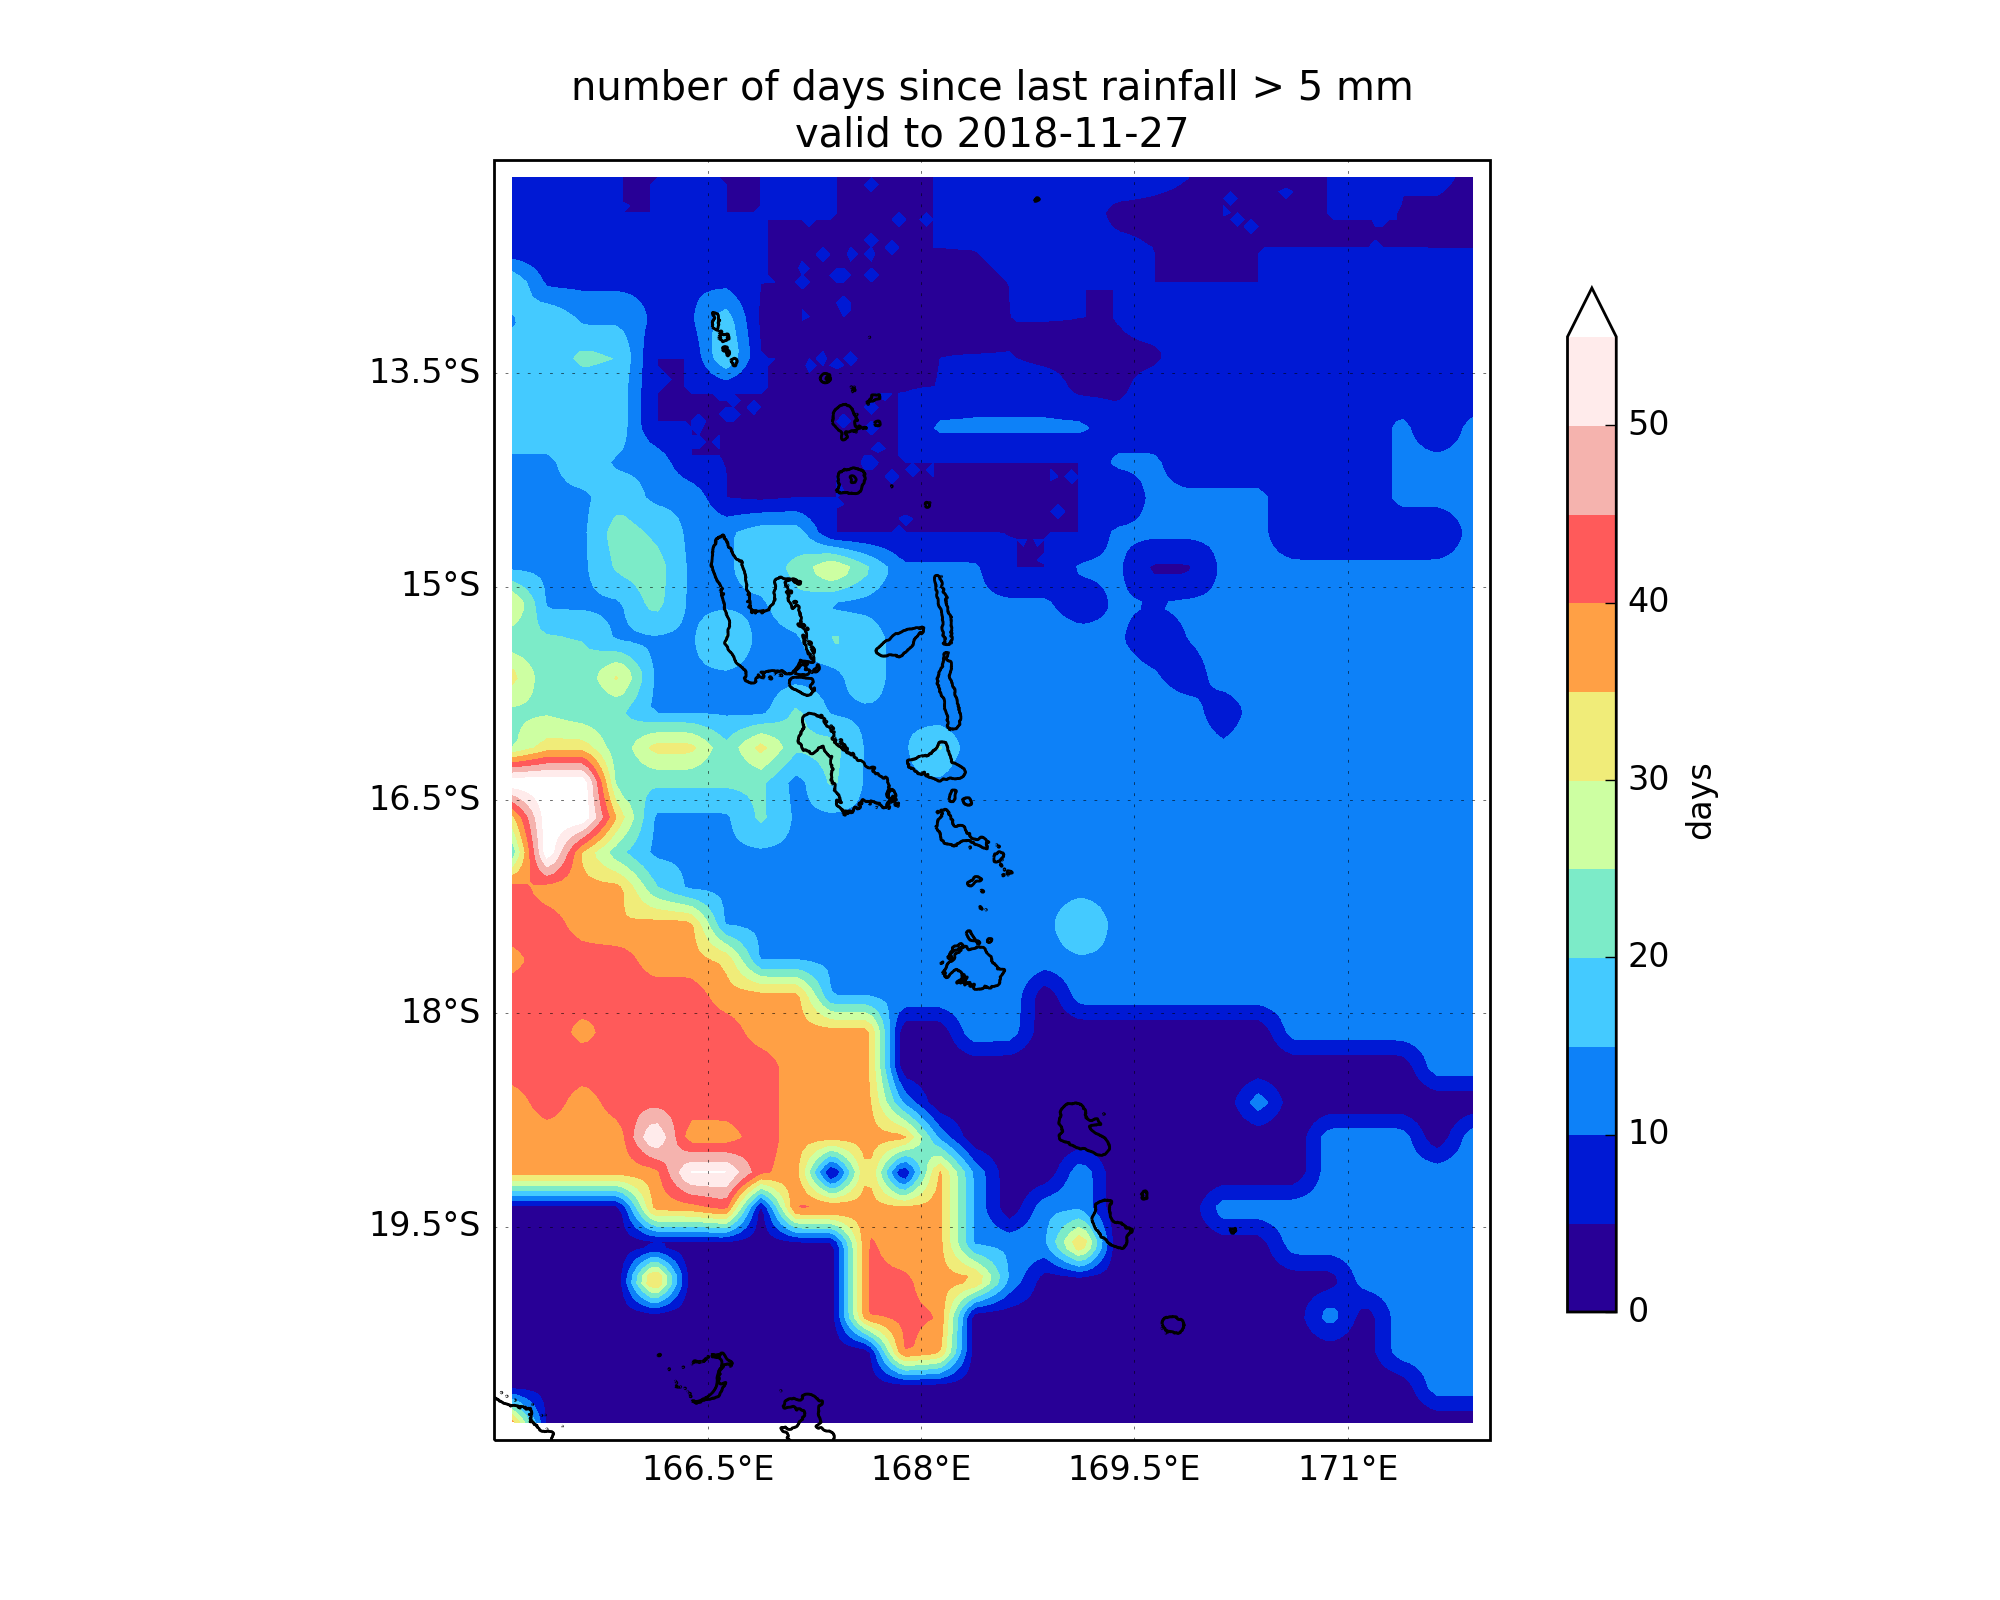 number of days since last rainfall > 5 mm
valid to 2018-11-27
13.5°S
15°S
16.5°S
18°S
19.5°S
166.5°E
168°E
169.5°E
171°E
50
40
30
20
10
0
days